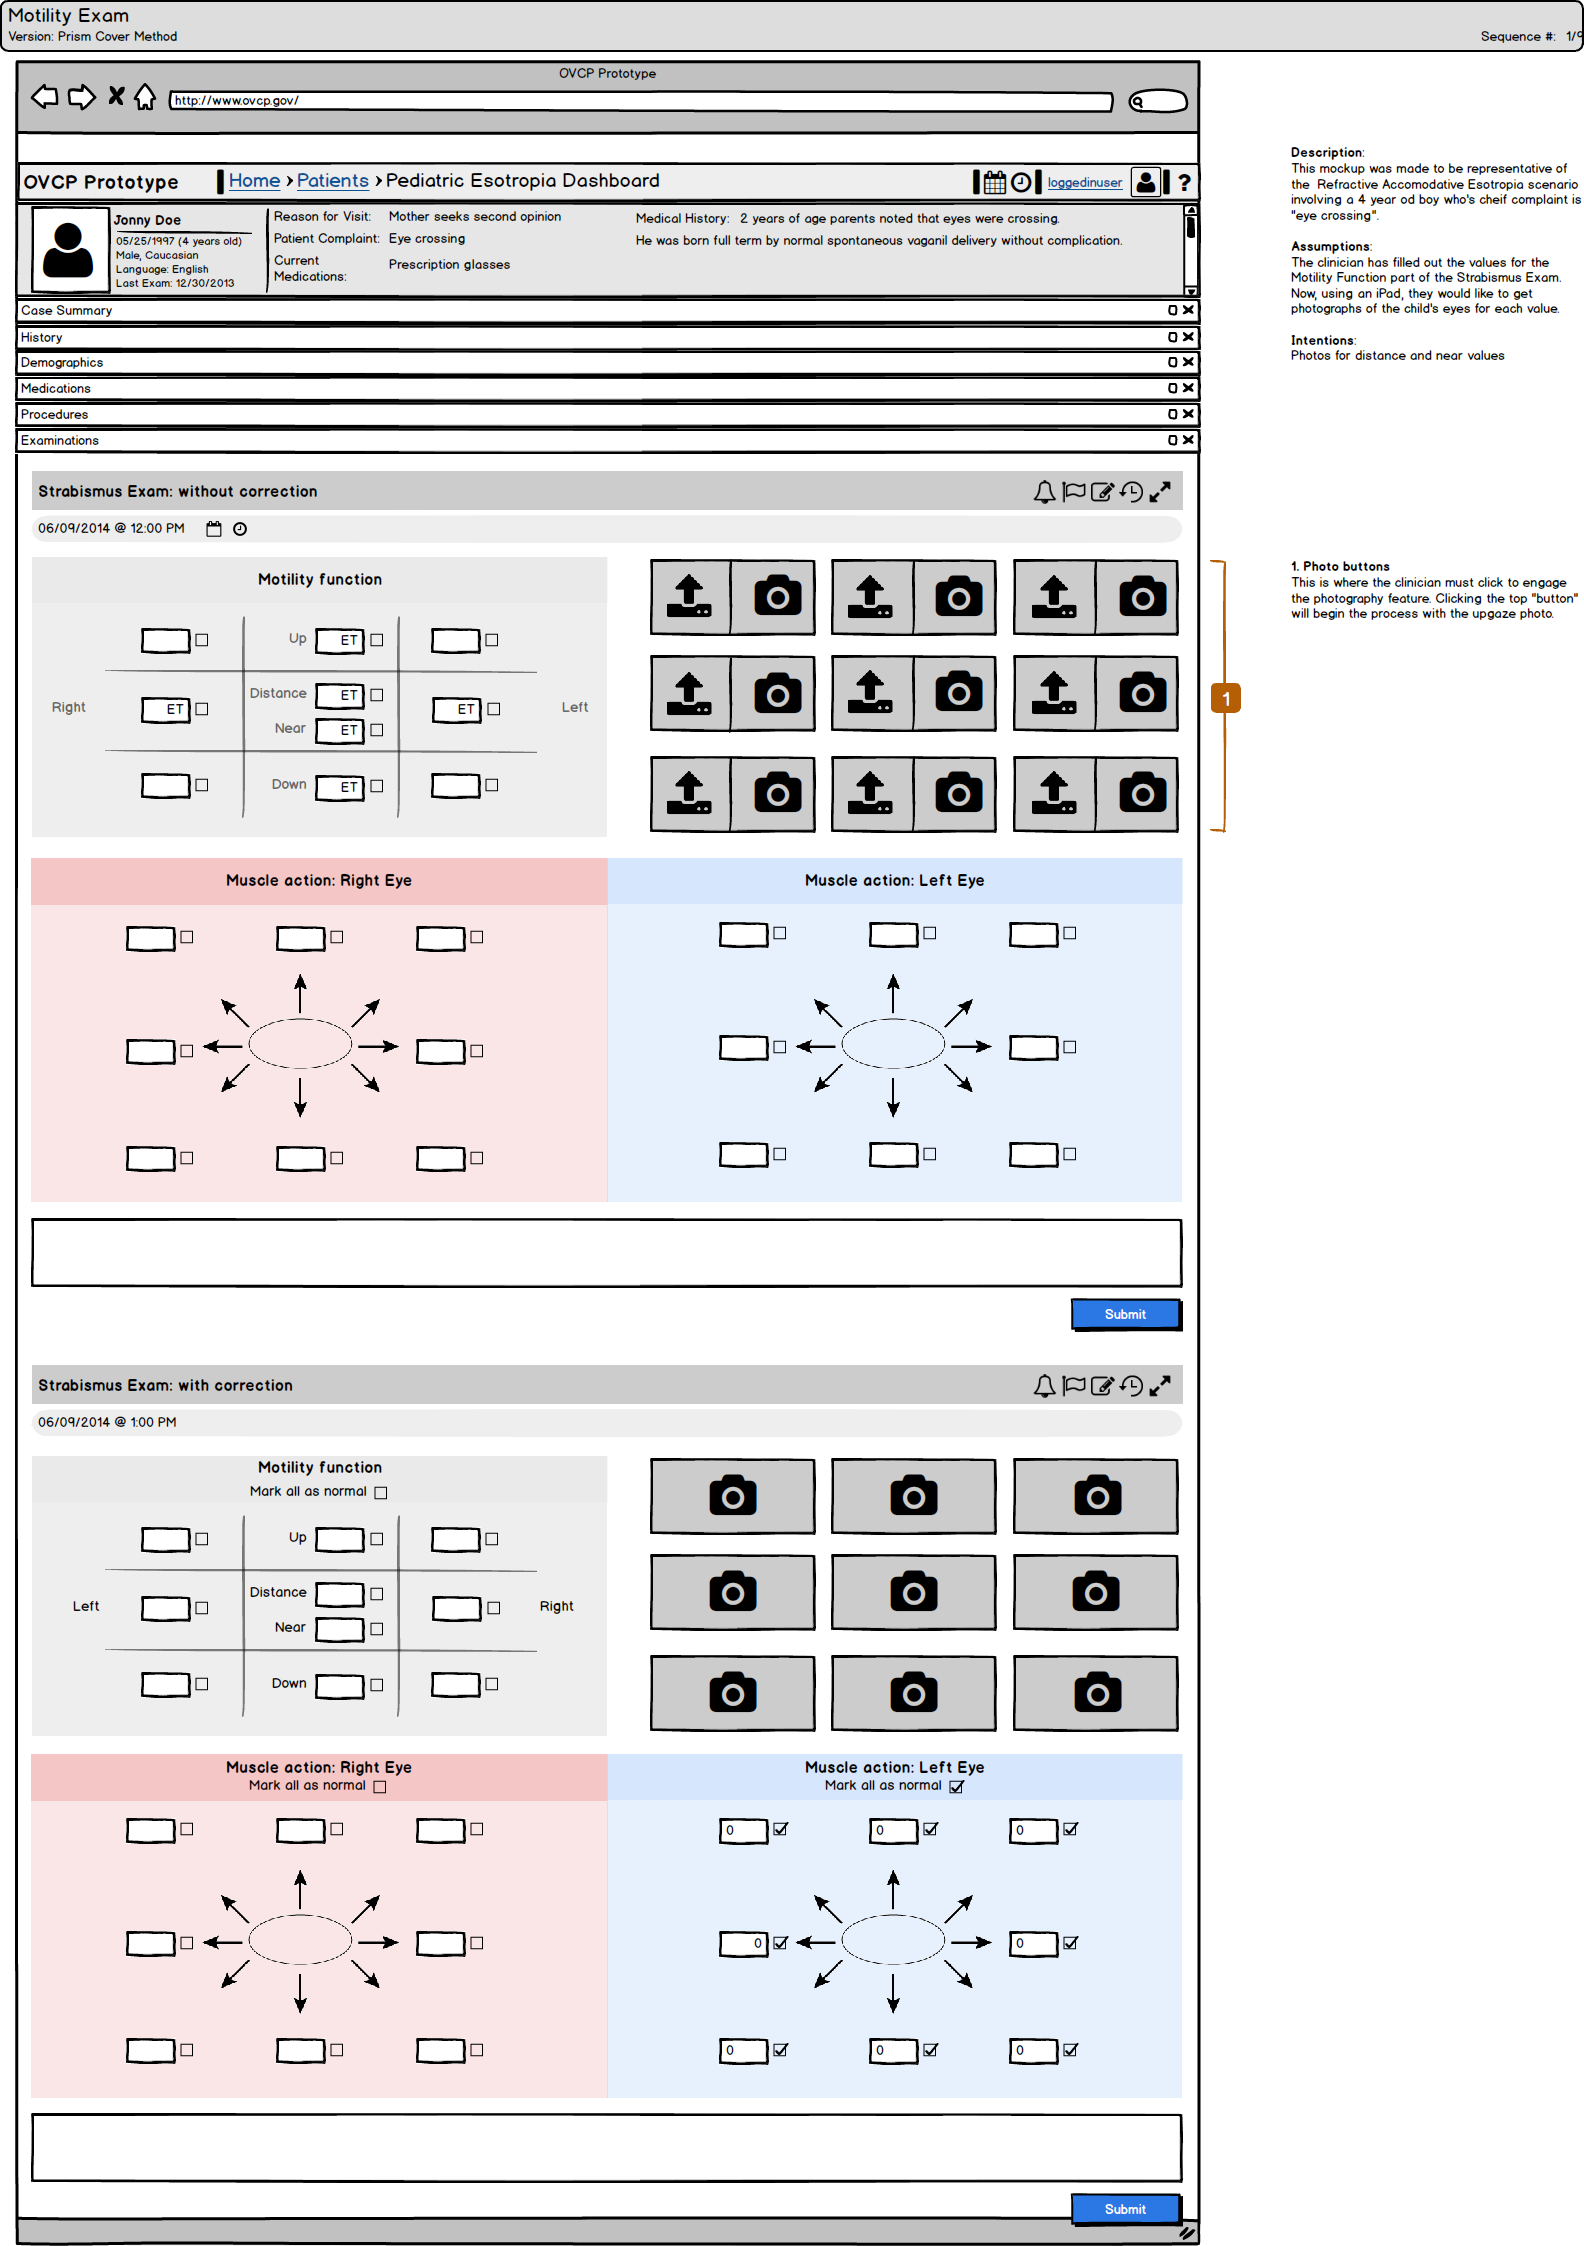 Motility Exam
Version: Prism Cover Method
Sequence #: 1/9
OVCP Prototype
http://www.ovcp.gov/
OVCP Prototype
Home › Patients › Pediatric Esotropia Dashboard
loggedinuser
?
Jonny Doe
05/25/1997 (4 years old)
Male, Caucasian
Language: English
Last Exam: 12/30/2013
Reason for Visit: Mother seeks second opinion
Patient Complaint: Eye crossing
Current
Medications:
Prescription glasses
Medical History: 2 years of age parents noted that eyes were crossing.
He was born full term by normal spontaneous vaganil delivery without complication.
Case Summary
History
Demographics
Medications
Procedures
Examinations
Description:
This mockup was made to be representative of
the Refractive Accomodative Esotropia scenario
involving a 4 year od boy who's cheif complaint is
"eye crossing".
Assumptions:
The clinician has filled out the values for the
Motility Function part of the Strabismus Exam.
Now, using an iPad, they would like to get
photographs of the child's eyes for each value.
Intentions:
Photos for distance and near values
Strabismus Exam: without correction
06/09/2014 @ 12:00 PM
Motility function
Up ET
Distance ET
Right ET ET Left
Near ET
Down ET
1
1. Photo buttons
This is where the clinician must click to engage
the photography feature. Clicking the top "button"
will begin the process with the upgaze photo.
Muscle action: Right Eye
Muscle action: Left Eye
Submit
Strabismus Exam: with correction
06/09/2014 @ 1:00 PM
Motility function
Mark all as normal
Up
Distance
Left
Right
Near
Down
Muscle action: Right Eye
Mark all as normal
Muscle action: Left Eye
Mark all as normal
0 0 0
0 0
0 0 0
Submit